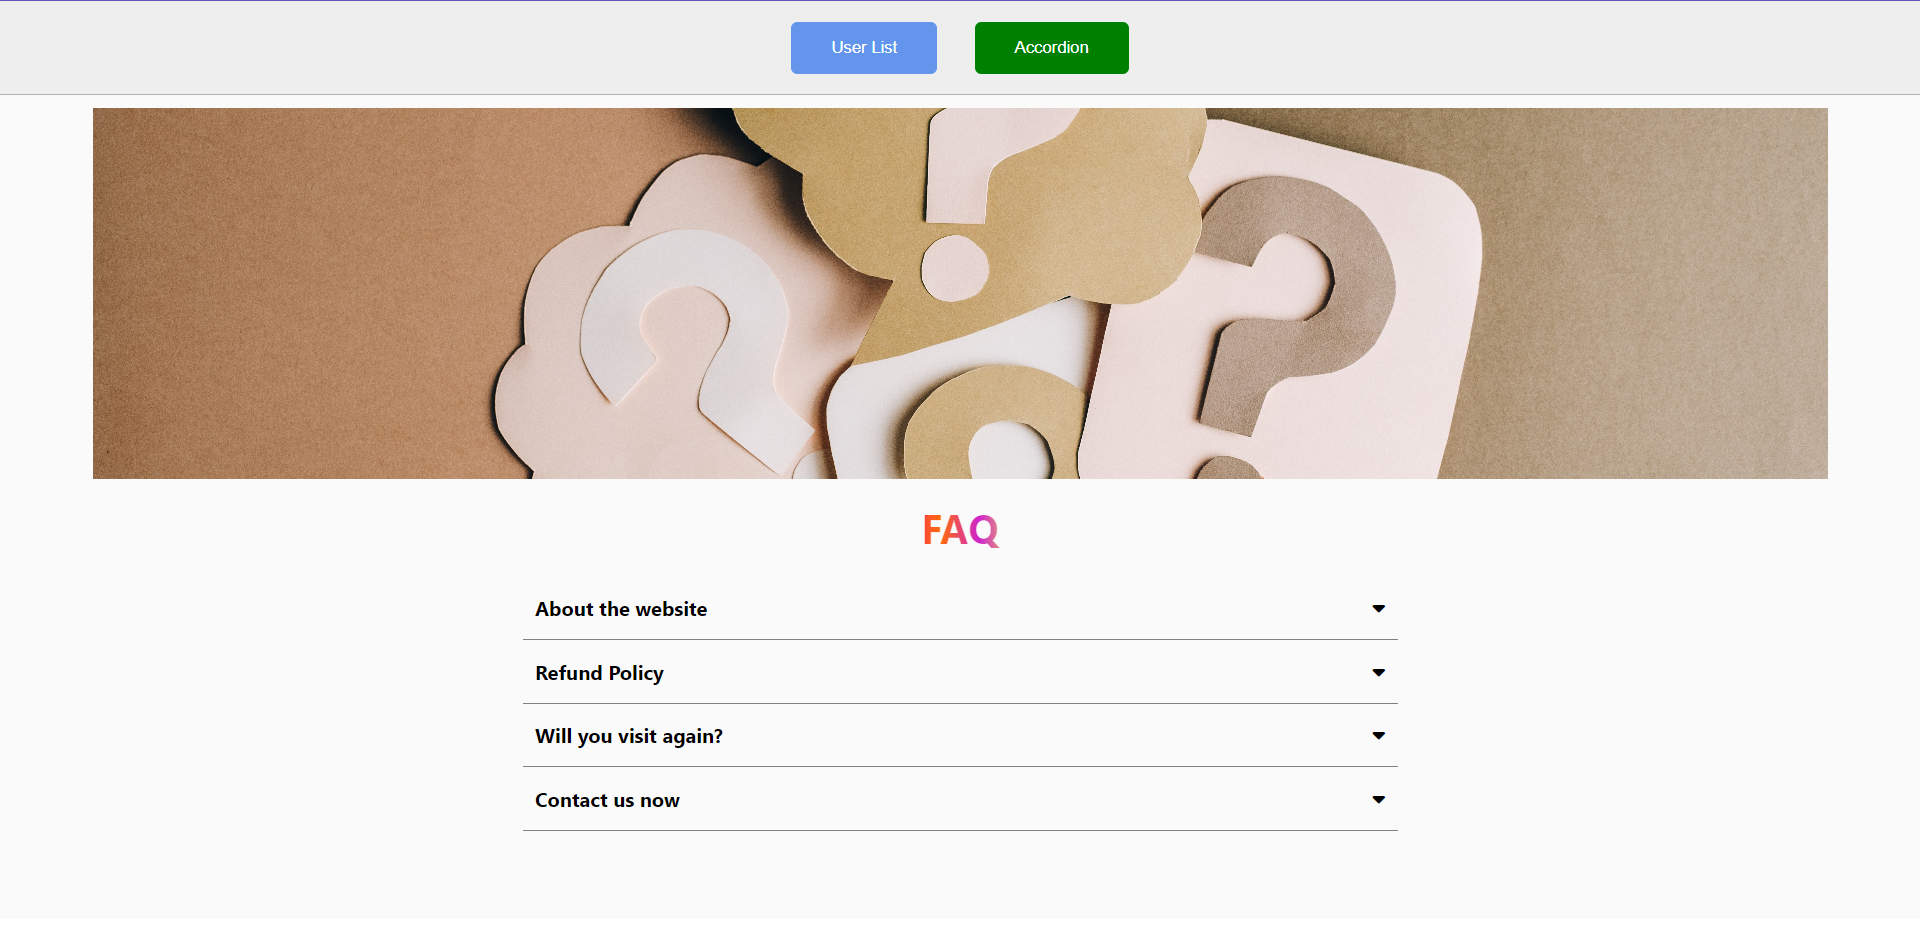 User List
Accordion
FAQ
About the website
Refund Policy
Will you visit again?
Contact us now